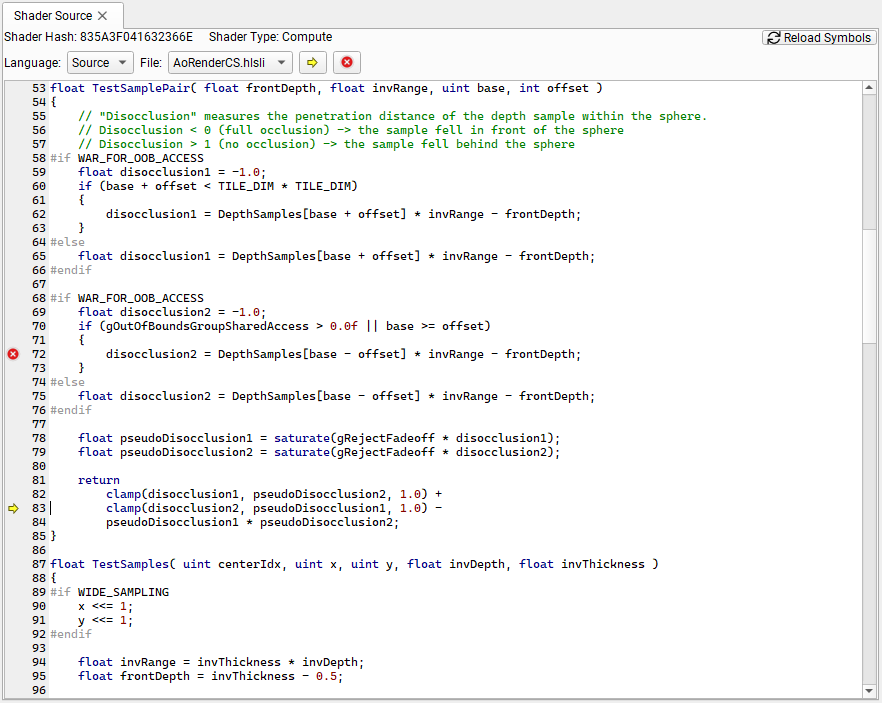 Shader Source
Shader Hash: 835A3F041632366E Shader Type: Compute Reload Symbols
Language: Source File: AoRenderCS.hlsli
53 float TestSamplePair( float frontDepth, float invRange, uint base, int offset )
54 {
55     // "Disocclusion" measures the penetration distance of the depth sample within the sphere.
56     // Disocclusion < 0 (full occlusion) -> the sample fell in front of the sphere
57     // Disocclusion > 1 (no occlusion) -> the sample fell behind the sphere
58 #if WAR_FOR_OOB_ACCESS
59     float disocclusion1 = -1.0;
60     if (base + offset < TILE_DIM * TILE_DIM)
61     {
62         disocclusion1 = DepthSamples[base + offset] * invRange - frontDepth;
63     }
64 #else
65     float disocclusion1 = DepthSamples[base + offset] * invRange - frontDepth;
66 #endif
67
68 #if WAR_FOR_OOB_ACCESS
69     float disocclusion2 = -1.0;
70     if (gOutOfBoundsGroupSharedAccess > 0.0f || base >= offset)
71     {
72         disocclusion2 = DepthSamples[base - offset] * invRange - frontDepth;
73     }
74 #else
75     float disocclusion2 = DepthSamples[base - offset] * invRange - frontDepth;
76 #endif
77
78     float pseudoDisocclusion1 = saturate(gRejectFadeoff * disocclusion1);
79     float pseudoDisocclusion2 = saturate(gRejectFadeoff * disocclusion2);
80
81     return
82         clamp(disocclusion1, pseudoDisocclusion2, 1.0) +
83         clamp(disocclusion2, pseudoDisocclusion1, 1.0) -
84         pseudoDisocclusion1 * pseudoDisocclusion2;
85 }
86
87 float TestSamples( uint centerIdx, uint x, uint y, float invDepth, float invThickness )
88 {
89 #if WIDE_SAMPLING
90     x <<= 1;
91     y <<= 1;
92 #endif
93
94     float invRange = invThickness * invDepth;
95     float frontDepth = invThickness - 0.5;
96